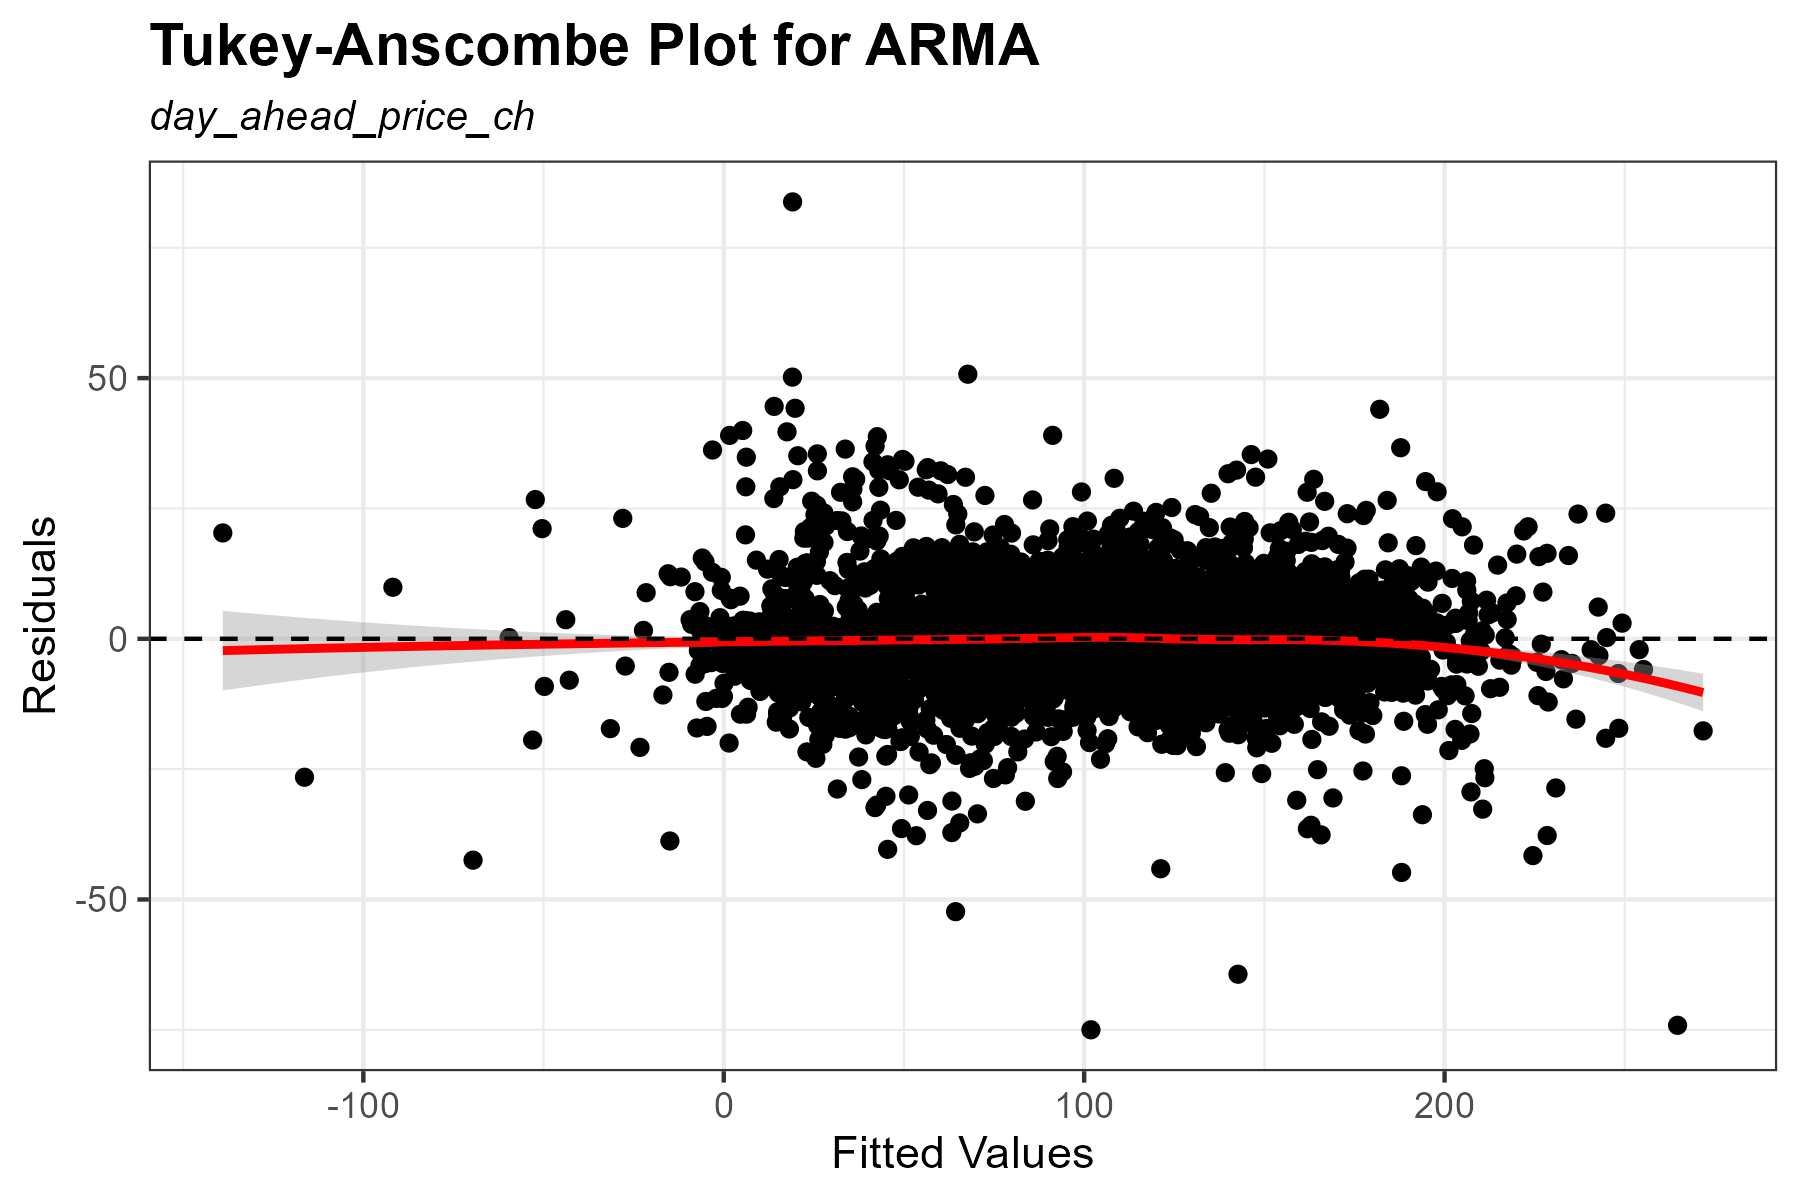 Tukey-Anscombe Plot for ARMA
day_ahead_price_ch
Residuals
50
0
-50
-100
0
100
200
Fitted Values